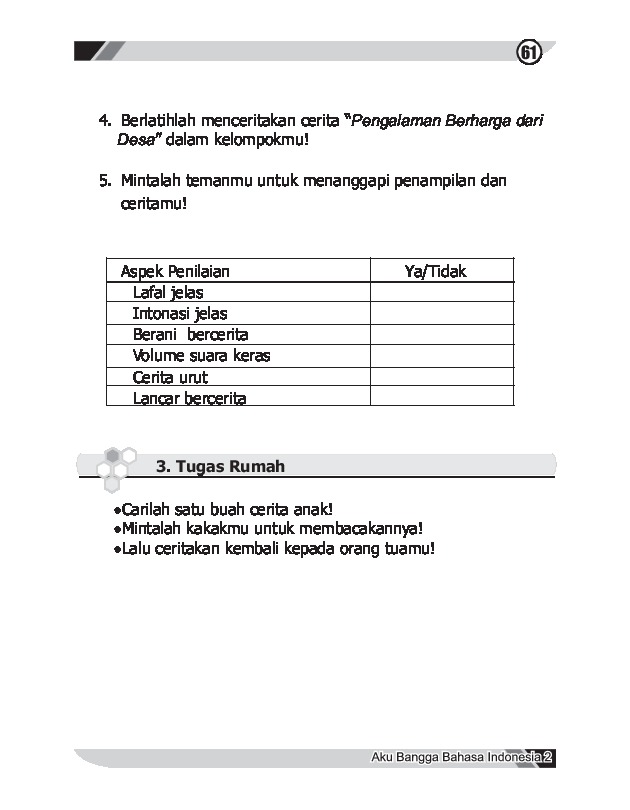 61
4. Berlatihlah menceritakan cerita "Pengalaman Berharga dari
Desa" dalam kelompokmu!
5. Mintalah temanmu untuk menanggapi penampilan dan
ceritamu!
Aspek Penilaian Ya/Tidak
Lafal jelas
Intonasi jelas
Berani bercerita
Volume suara keras
Cerita urut
Lancar bercerita
3. Tugas Rumah
•Carilah satu buah cerita anak!
•Mintalah kakakmu untuk membacakannya!
•Lalu ceritakan kembali kepada orang tuamu!
Aku Bangga Bahasa Indonesia 2